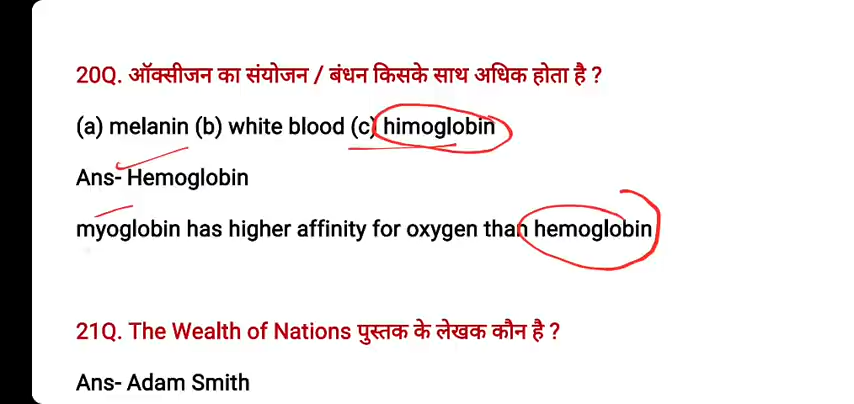 20Q. ऑक्सीजन का संयोजन / बंधन किसके साथ अधिक होता है ?
(a) melanin (b) white blood (c) himoglobin
Ans- Hemoglobin
myoglobin has higher affinity for oxygen than hemoglobin
21Q. The Wealth of Nations पुस्तक के लेखक कौन है ?
Ans- Adam Smith